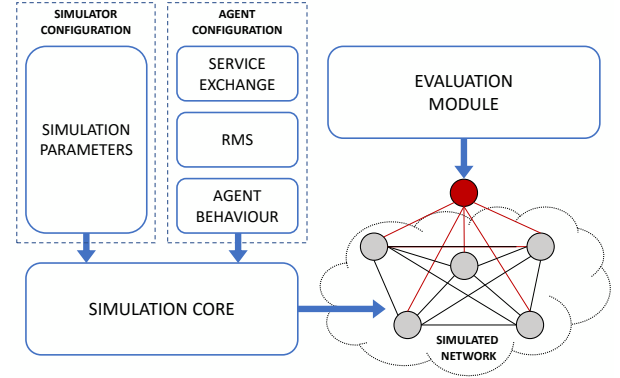 SIMULATOR
CONFIGURATION
AGENT
CONFIGURATION
SIMULATION
PARAMETERS
SERVICE
EXCHANGE
RMS
AGENT
BEHAVIOUR
EVALUATION
MODULE
SIMULATION CORE
SIMULATED
NETWORK